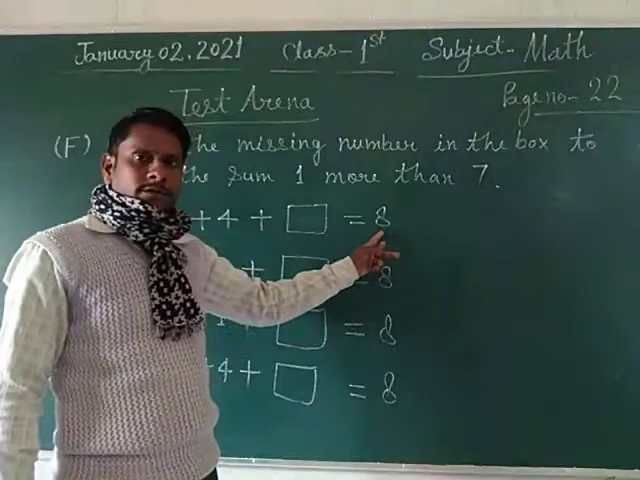 January 02, 2021 Class - 1st Subject - Math
Test Arena Page no - 22
(F) the missing number in the box to
the sum 1 more than 7.
+ 4 + □ = 8
+ □ = 8
1 + □ = 8
+ 4 + □ = 8